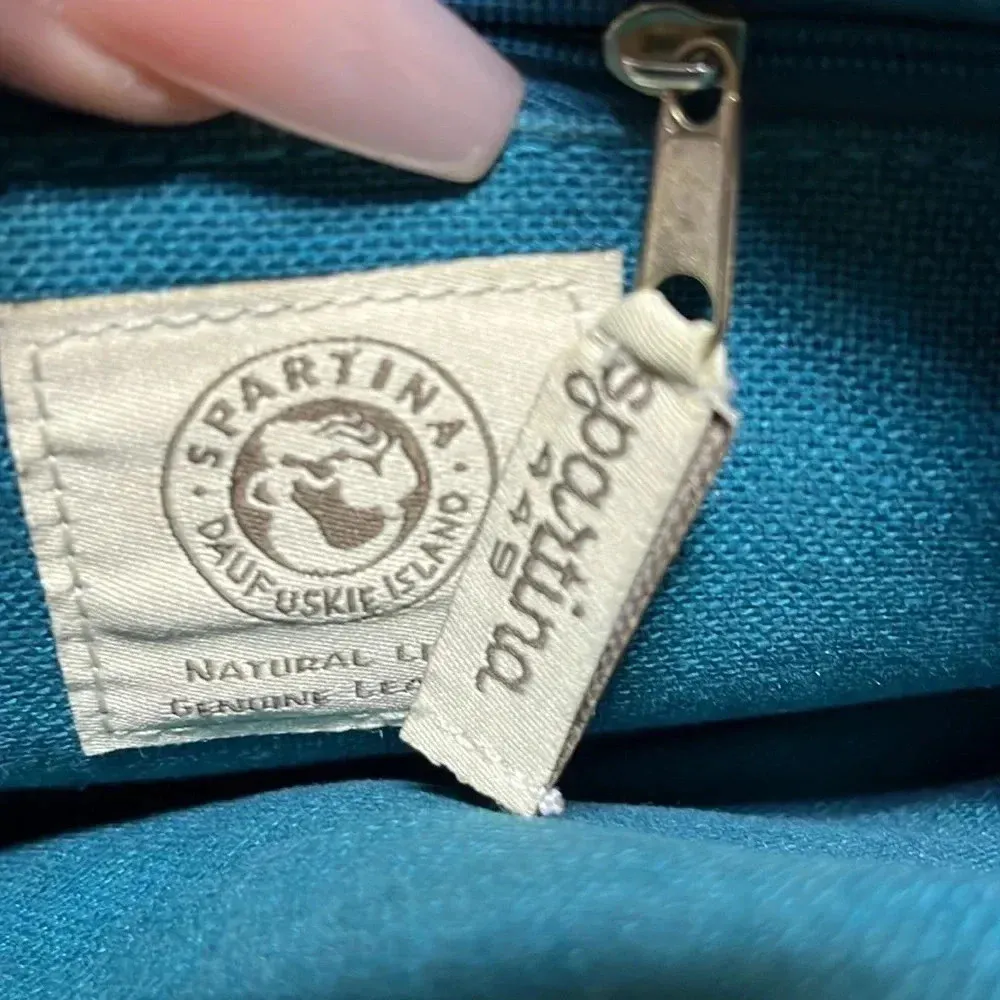 SPARTINA
DAUFUSKIE ISLAND
NATURAL
GENUINE
spartina
449